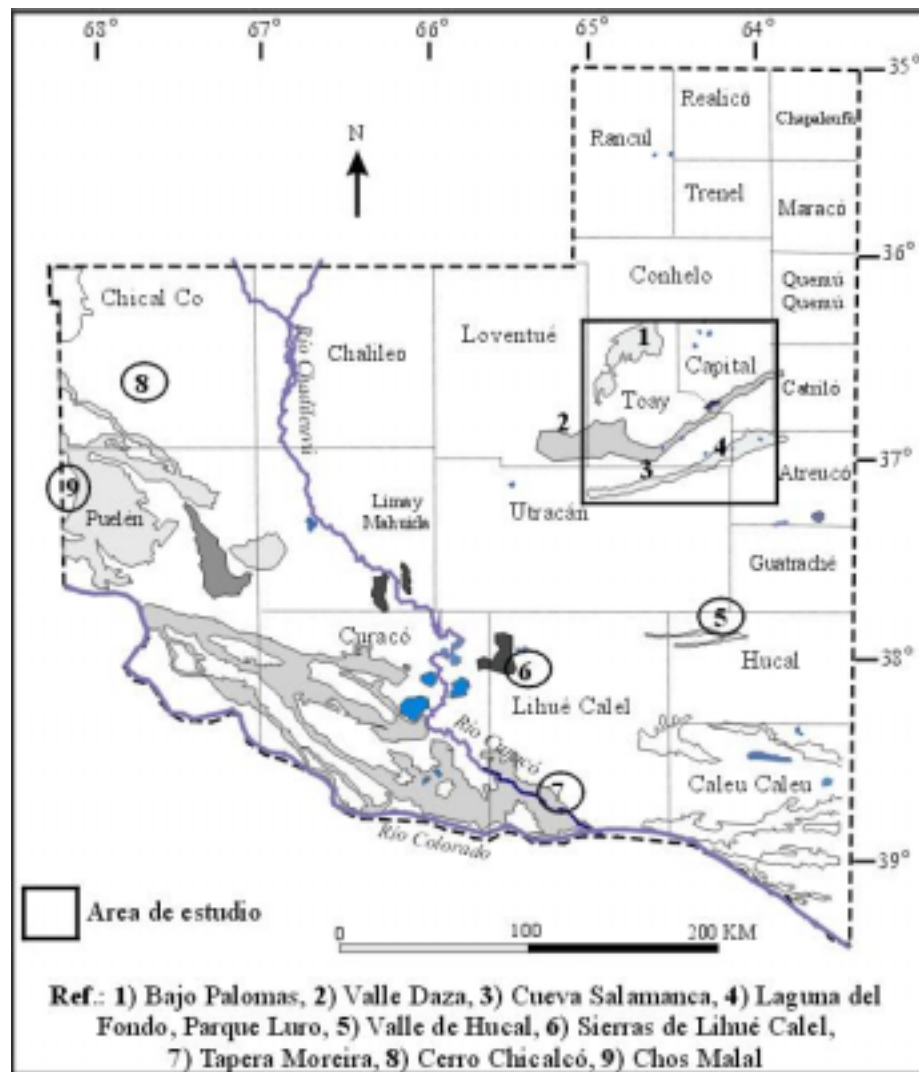 68° 67° 66° 65° 64°
35°
Realicó
Chapaleufú
Rancul
N
Trenel
Maracó
36°
Conhelo
Quemú
Quemú
Chical Co
Loventué
Chalileo
1
Río Chadileuvú
Capital
8
Catriló
Toay
2
4
37°
3
Atreucó
9
Puelén
Limay
Mahuida
Utracán
Guatraché
5
Curacó
Hucal
38°
6
Lihué Calel
Río Curacó
Caleu Caleu
7
Río Colorado
39°
Area de estudio
0 100 200 KM
Ref.: 1) Bajo Palomas, 2) Valle Daza, 3) Cueva Salamanca, 4) Laguna del
Fondo, Parque Luro, 5) Valle de Hucal, 6) Sierras de Lihué Calel,
7) Tapera Moreira, 8) Cerro Chicalcó, 9) Chos Malal